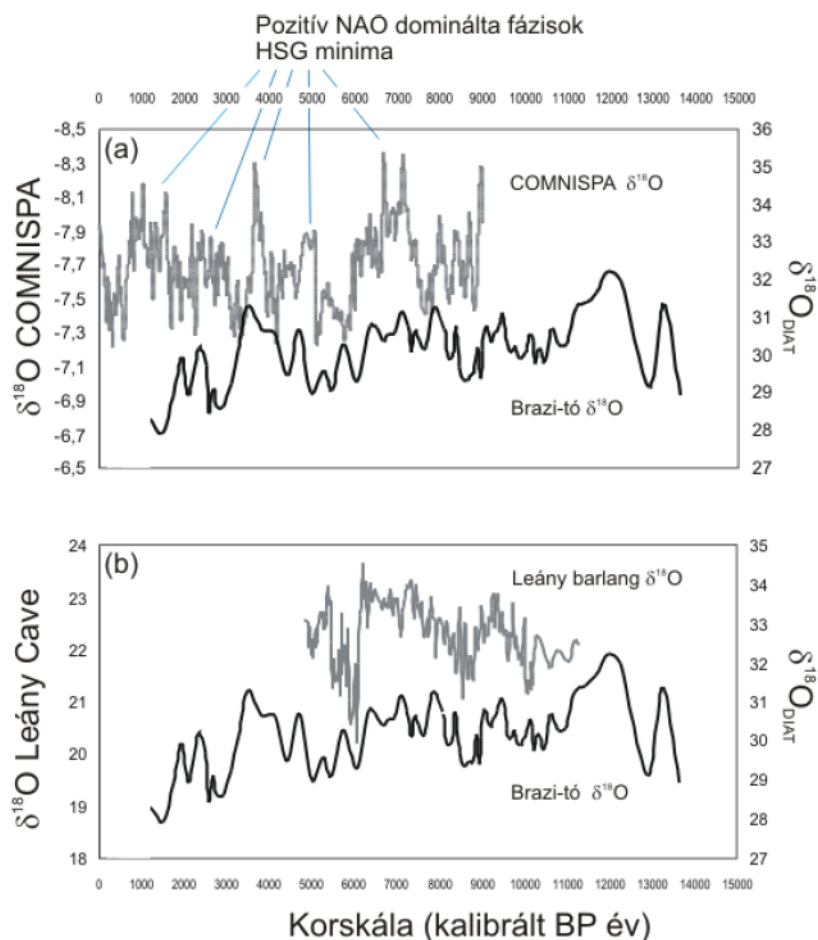 Pozitív NAO dominálta fázisok
HSG minima
0 1000 2000 3000 4000 5000 6000 7000 8000 9000 10000 11000 12000 13000 14000 15000
(a)
δ¹⁸O COMNISPA
-8,5
-8,3
-8,1
-7,9
-7,7
-7,5
-7,3
-7,1
-6,9
-6,7
-6,5
COMNISPA δ¹⁸O
Brazi-tó δ¹⁸O
36
35
34
33
32
31
30
29
28
27
δ¹⁸O DIAT
(b)
δ¹⁸O Leány Cave
24
23
22
21
20
19
18
Leány barlang δ¹⁸O
Brazi-tó δ¹⁸O
35
34
33
32
31
30
29
28
27
δ¹⁸O DIAT
0 1000 2000 3000 4000 5000 6000 7000 8000 9000 10000 11000 12000 13000 14000 15000
Korskála (kalibrált BP év)